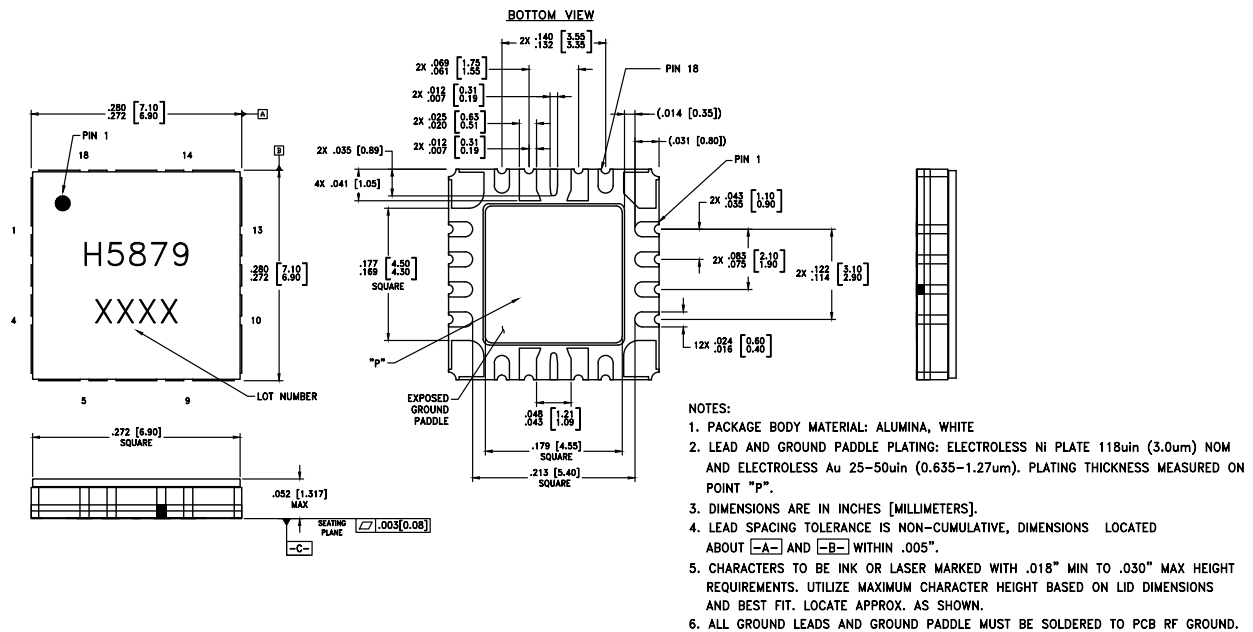 BOTTOM VIEW
2X .140 [3.55]
.132 [3.35]
2X .069 [1.75]
.061 [1.55]
PIN 18
2X .012 [0.31]
.007 [0.19]
.280 [7.10]
.272 [6.90]
A
2X .025 [0.63]
.020 [0.51]
(.014 [0.35])
PIN 1
2X .012 [0.31]
.007 [0.19]
(.031 [0.80])
18
14
B
2X .035 [0.89]
PIN 1
4X .041 [1.05]
2X .043 [1.10]
.035 [0.90]
1
13
H5879
.280 [7.10]
.272 [6.90]
.177 [4.50]
.169 [4.30]
SQUARE
2X .083 [2.10]
.075 [1.90]
2X .122 [3.10]
.114 [2.90]
XXXX
4
10
12X .024 [0.60]
.016 [0.40]
"P"
LOT NUMBER
5
9
EXPOSED
GROUND
PADDLE
.048 [1.21]
.043 [1.09]
.272 [6.90]
SQUARE
.179 [4.55]
SQUARE
.213 [5.40]
SQUARE
.052 [1.317]
MAX
SEATING
PLANE
.003[0.08]
-C-
NOTES:
1. PACKAGE BODY MATERIAL: ALUMINA, WHITE
2. LEAD AND GROUND PADDLE PLATING: ELECTROLESS Ni PLATE 118uin (3.0um) NOM
AND ELECTROLESS Au 25-50uin (0.635-1.27um). PLATING THICKNESS MEASURED ON
POINT "P".
3. DIMENSIONS ARE IN INCHES [MILLIMETERS].
4. LEAD SPACING TOLERANCE IS NON-CUMULATIVE, DIMENSIONS LOCATED
ABOUT -A- AND -B- WITHIN .005".
5. CHARACTERS TO BE INK OR LASER MARKED WITH .018" MIN TO .030" MAX HEIGHT
REQUIREMENTS. UTILIZE MAXIMUM CHARACTER HEIGHT BASED ON LID DIMENSIONS
AND BEST FIT. LOCATE APPROX. AS SHOWN.
6. ALL GROUND LEADS AND GROUND PADDLE MUST BE SOLDERED TO PCB RF GROUND.